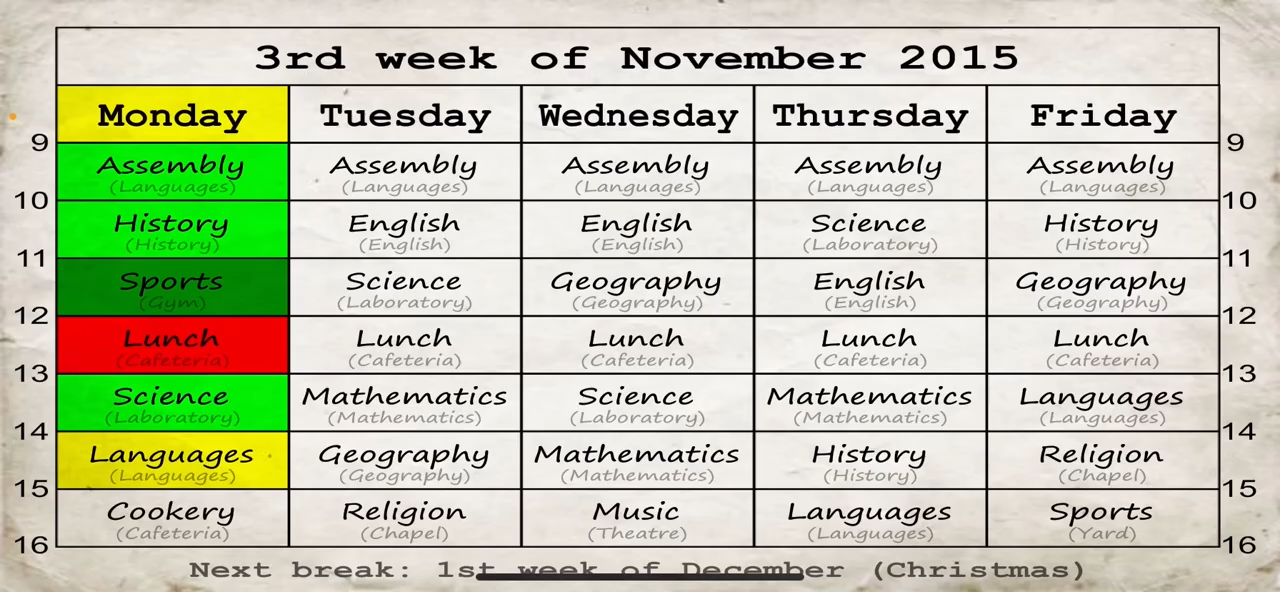 3rd week of November 2015
Monday Tuesday Wednesday Thursday Friday
9 9
Assembly Assembly Assembly Assembly Assembly
(Languages) (Languages) (Languages) (Languages) (Languages)
10 10
History English English Science History
(History) (English) (English) (Laboratory) (History)
11 11
Sports Science Geography English Geography
(Gym) (Laboratory) (Geography) (English) (Geography)
12 12
Lunch Lunch Lunch Lunch Lunch
(Cafeteria) (Cafeteria) (Cafeteria) (Cafeteria) (Cafeteria)
13 13
Science Mathematics Science Mathematics Languages
(Laboratory) (Mathematics) (Laboratory) (Mathematics) (Languages)
14 14
Languages Geography Mathematics History Religion
(Languages) (Geography) (Mathematics) (History) (Chapel)
15 15
Cookery Religion Music Languages Sports
(Cafeteria) (Chapel) (Theatre) (Languages) (Yard)
16 16
Next break: 1st week of December (Christmas)